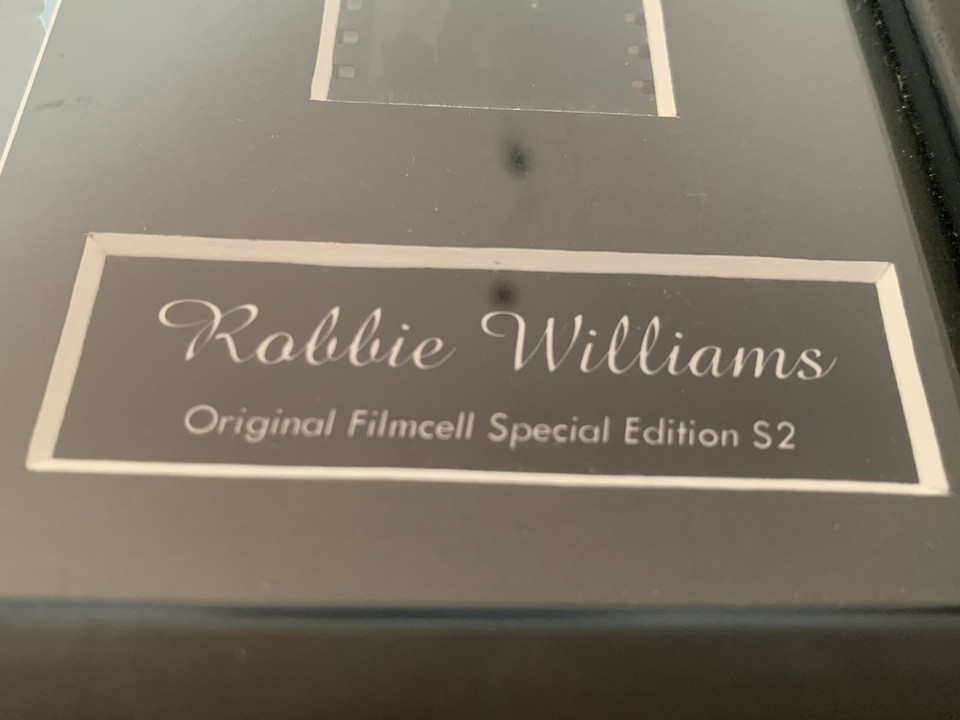 Robbie Williams
Original Filmcell Special Edition S2